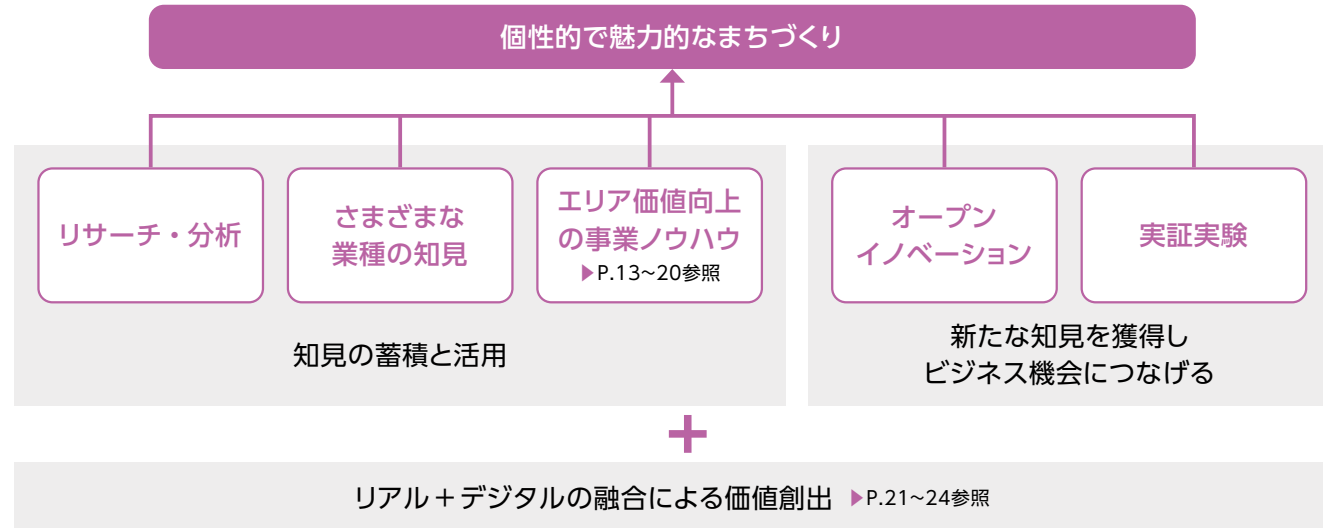 個性的で魅力的なまちづくり
リサーチ・分析
さまざまな
業種の知見
エリア価値向上
の事業ノウハウ
▶P.13~20参照
知見の蓄積と活用
オープン
イノベーション
実証実験
新たな知見を獲得し
ビジネス機会につなげる
+
リアル+デジタルの融合による価値創出 ▶P.21~24参照